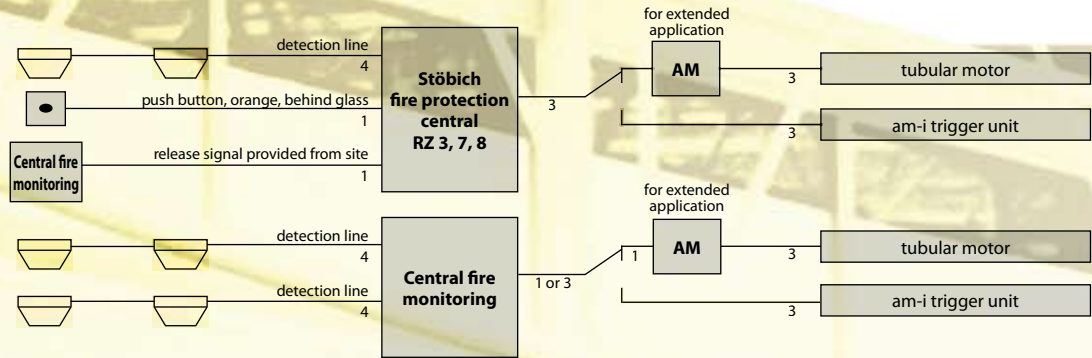 for extended
application
detection line
4
push button, orange, behind glass
1
Central fire
monitoring
release signal provided from site
1
Stöbich
fire protection
central
RZ 3, 7, 8
3
AM
3
tubular motor
3
am-i trigger unit
for extended
application
detection line
4
detection line
4
Central fire
monitoring
1 or 3
1
AM
3
tubular motor
3
am-i trigger unit